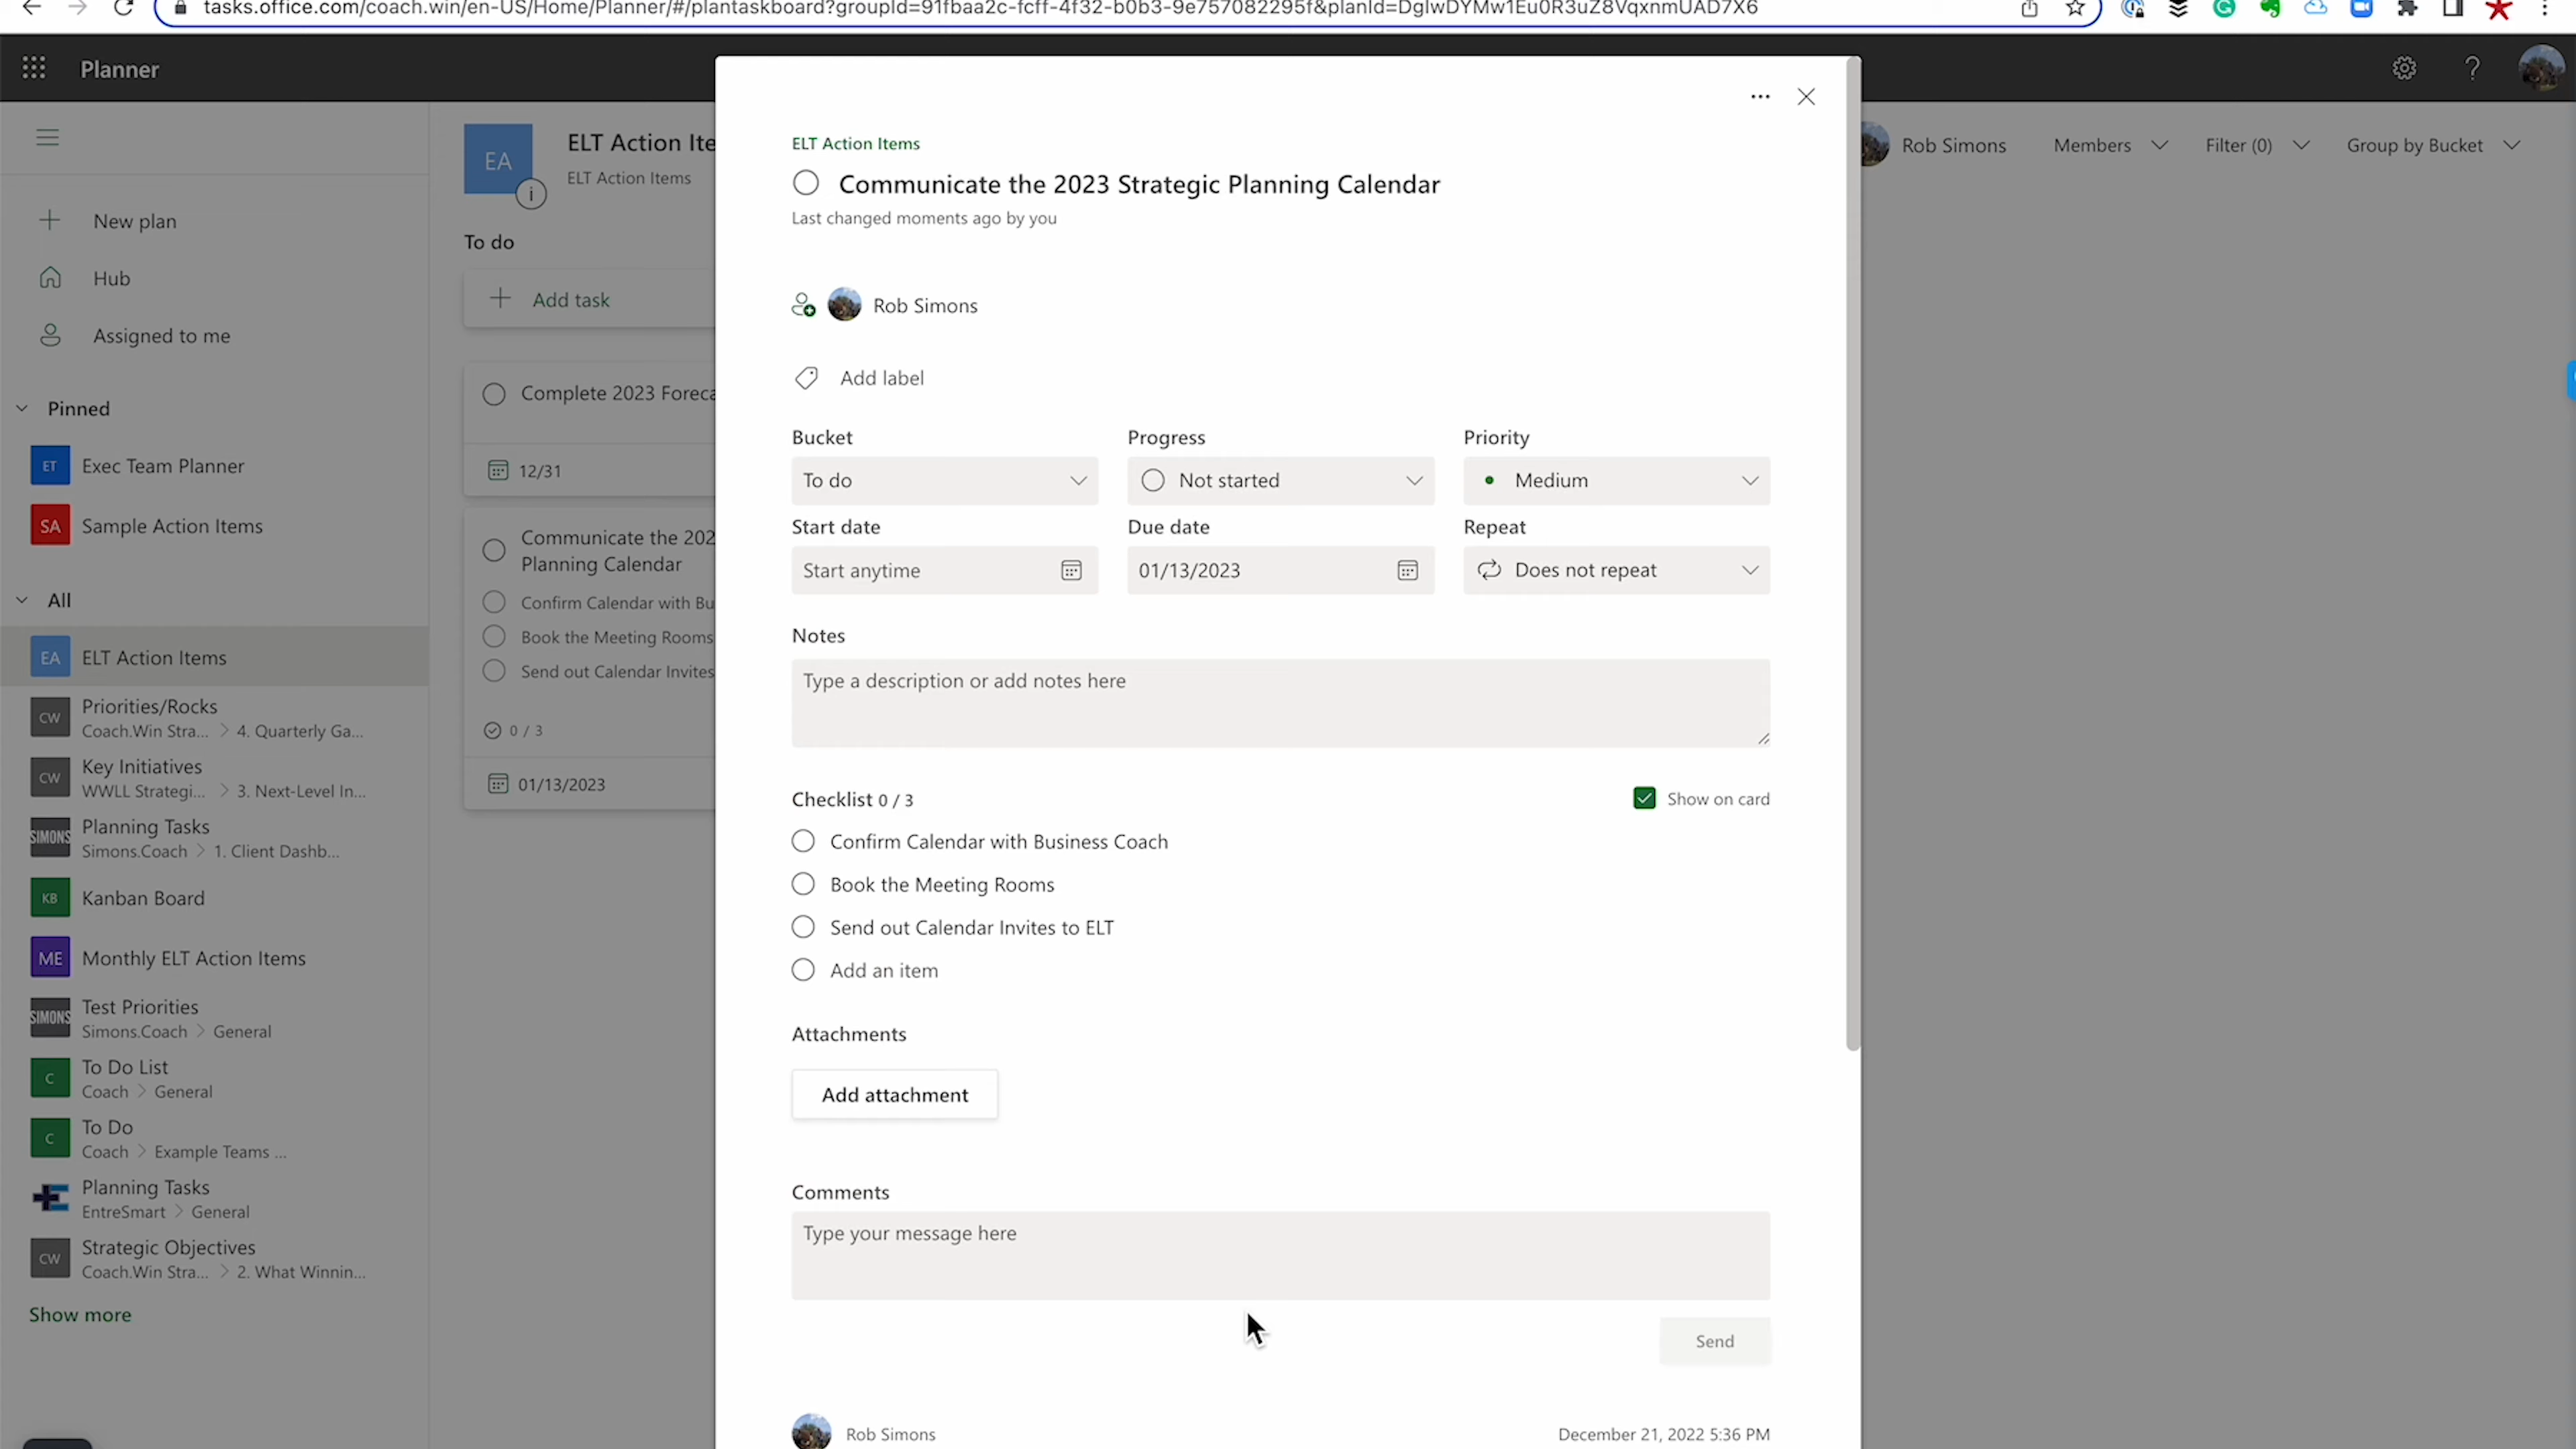 tasks.office.com/coach.win/en-US/Home/Planner/#/plantaskboard?groupId=91fbaa2c-fcff-4f32-b0b3-9e757082295f&planId=DgIwDYMw1Eu0R3uZ8VqxnmUAD7X6
Planner
New plan
Hub
Assigned to me
Pinned
ET Exec Team Planner
SA Sample Action Items
All
EA ELT Action Items
CW Priorities/Rocks
Coach.Win Stra... > 4. Quarterly Ga...
CW Key Initiatives
WWLL Strategi... > 3. Next-Level In...
SIMONS Planning Tasks
Simons.Coach > 1. Client Dashb...
KB Kanban Board
ME Monthly ELT Action Items
SIMONS Test Priorities
Simons.Coach > General
C To Do List
Coach > General
C To Do
Coach > Example Teams ...
Planning Tasks
EntreSmart > General
CW Strategic Objectives
Coach.Win Stra... > 2. What Winnin...
Show more
EA ELT Action Ite
ELT Action Items
To do
Add task
Complete 2023 Foreca
12/31
Communicate the 202
Planning Calendar
Confirm Calendar with Bu
Book the Meeting Rooms
Send out Calendar Invites
0 / 3
01/13/2023
Rob Simons Members Filter (0) Group by Bucket
ELT Action Items
Communicate the 2023 Strategic Planning Calendar
Last changed moments ago by you
Rob Simons
Add label
Bucket Progress Priority
To do Not started Medium
Start date Due date Repeat
Start anytime 01/13/2023 Does not repeat
Notes
Type a description or add notes here
Checklist 0 / 3 Show on card
Confirm Calendar with Business Coach
Book the Meeting Rooms
Send out Calendar Invites to ELT
Add an item
Attachments
Add attachment
Comments
Type your message here
Send
Rob Simons December 21, 2022 5:36 PM